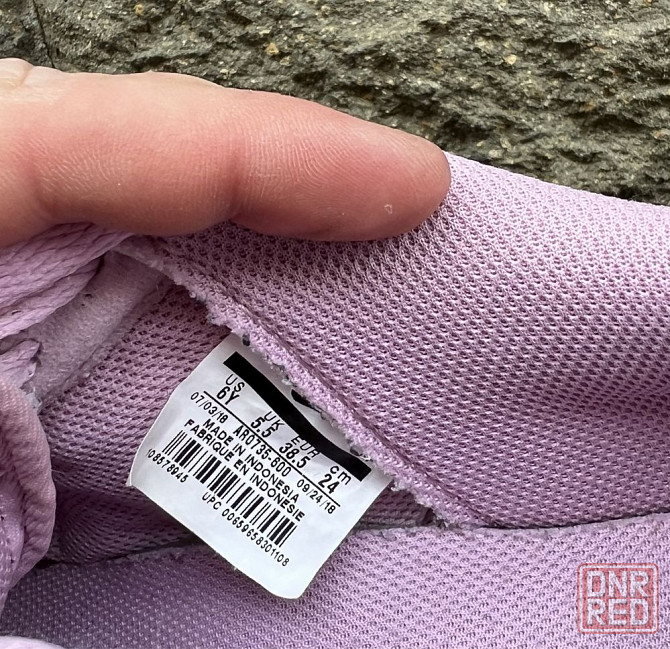 US UK EUR cm
6Y 5.5 38.5 24
07/03/18 AR0735-600 09/24/18
MADE IN INDONESIA
FABRIQUE EN INDONESIE
108578945
UPC 00659658301108
DNR
RED